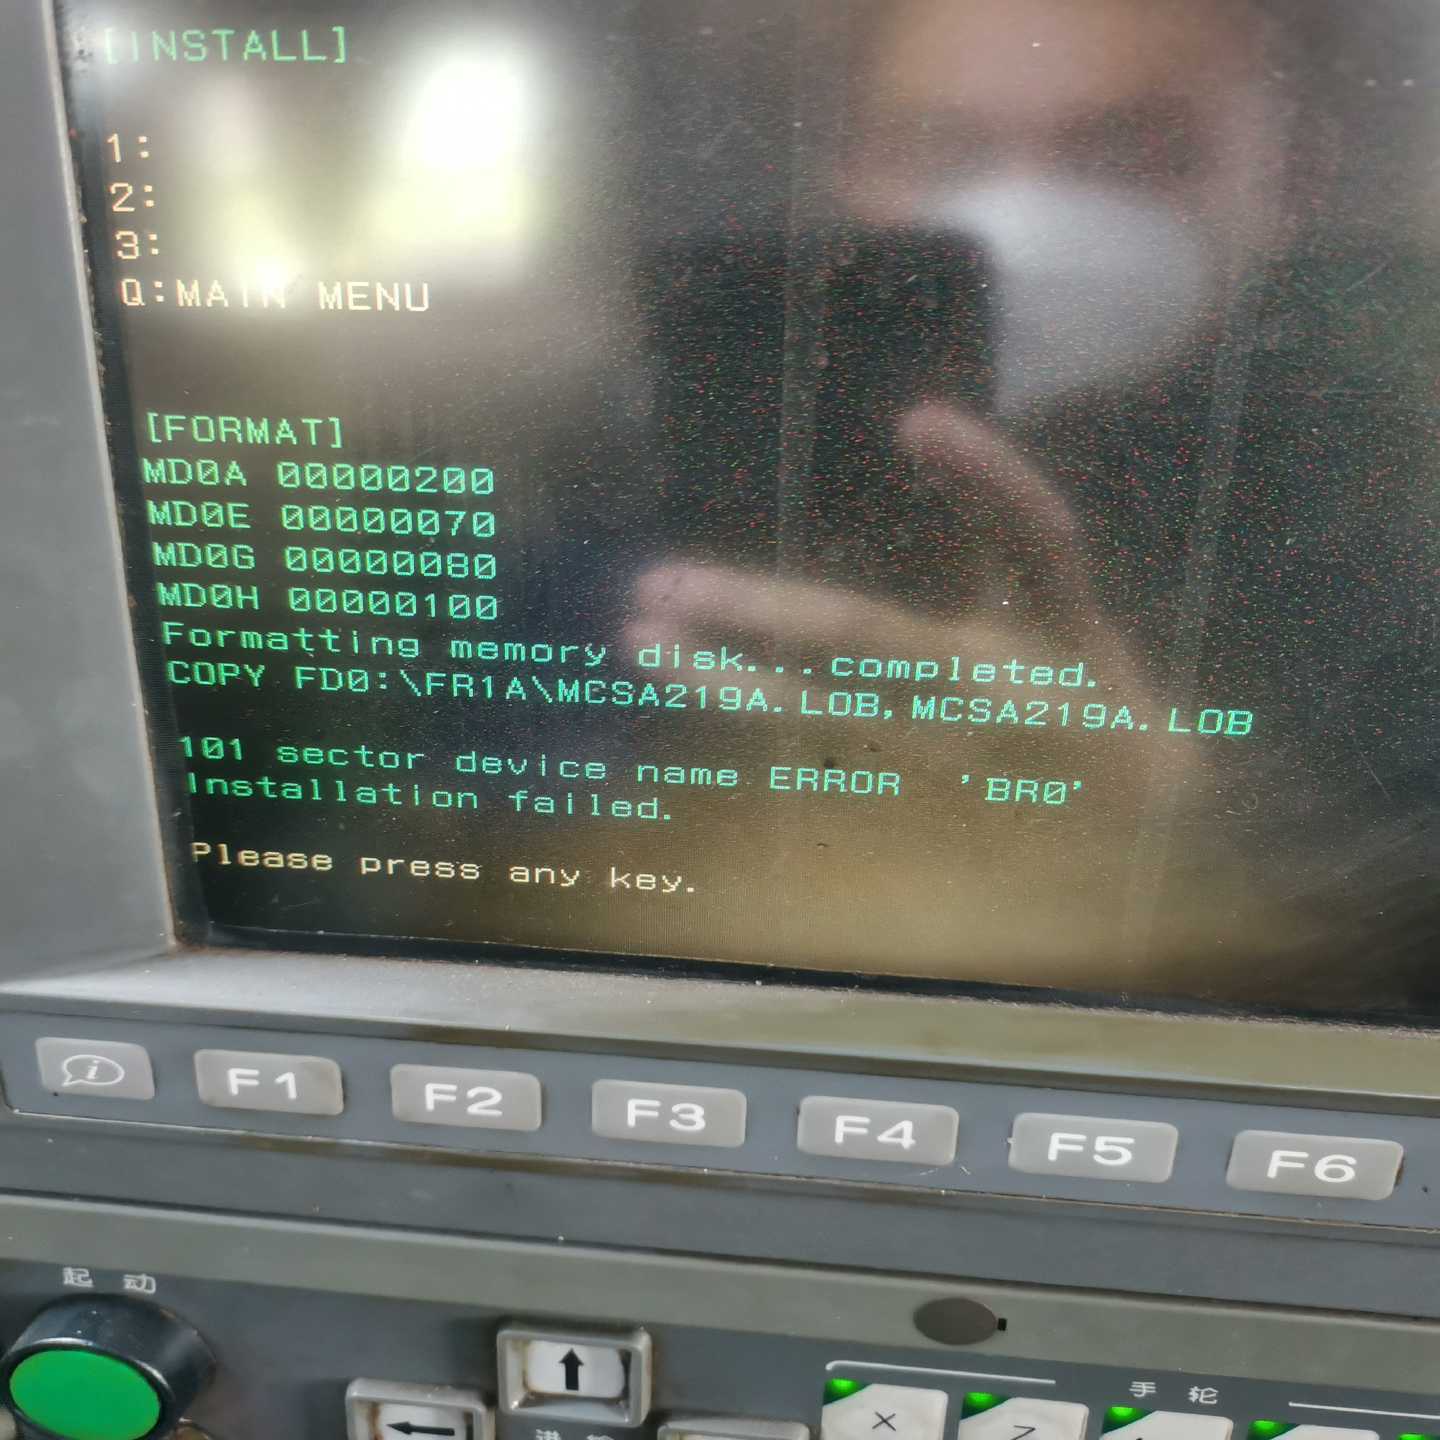 [INSTALL]
1:
2:
3:
Q:MAIN MENU
[FORMAT]
MD0A 00000200
MD0E 00000070
MD0G 00000080
MD0H 00000100
Formatting memory disk...completed.
COPY FD0:\FR1A\MCSA219A.LOB,MCSA219A.LOB
101 sector device name ERROR 'BR0'
Installation failed.
Please press any key.
i F1 F2 F3 F4 F5 F6
起动
手轮
X Z